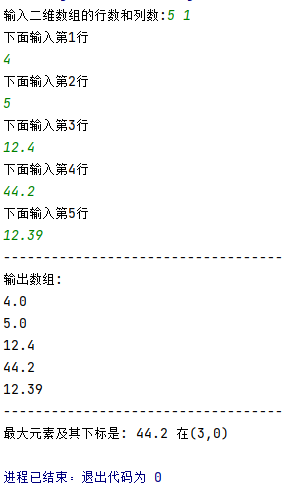 输入二维数组的行数和列数:5 1
下面输入第1行
4
下面输入第2行
5
下面输入第3行
12.4
下面输入第4行
44.2
下面输入第5行
12.39
-----------------------------------
输出数组:
4.0
5.0
12.4
44.2
12.39
-----------------------------------
最大元素及其下标是: 44.2 在(3,0)
进程已结束，退出代码为 0